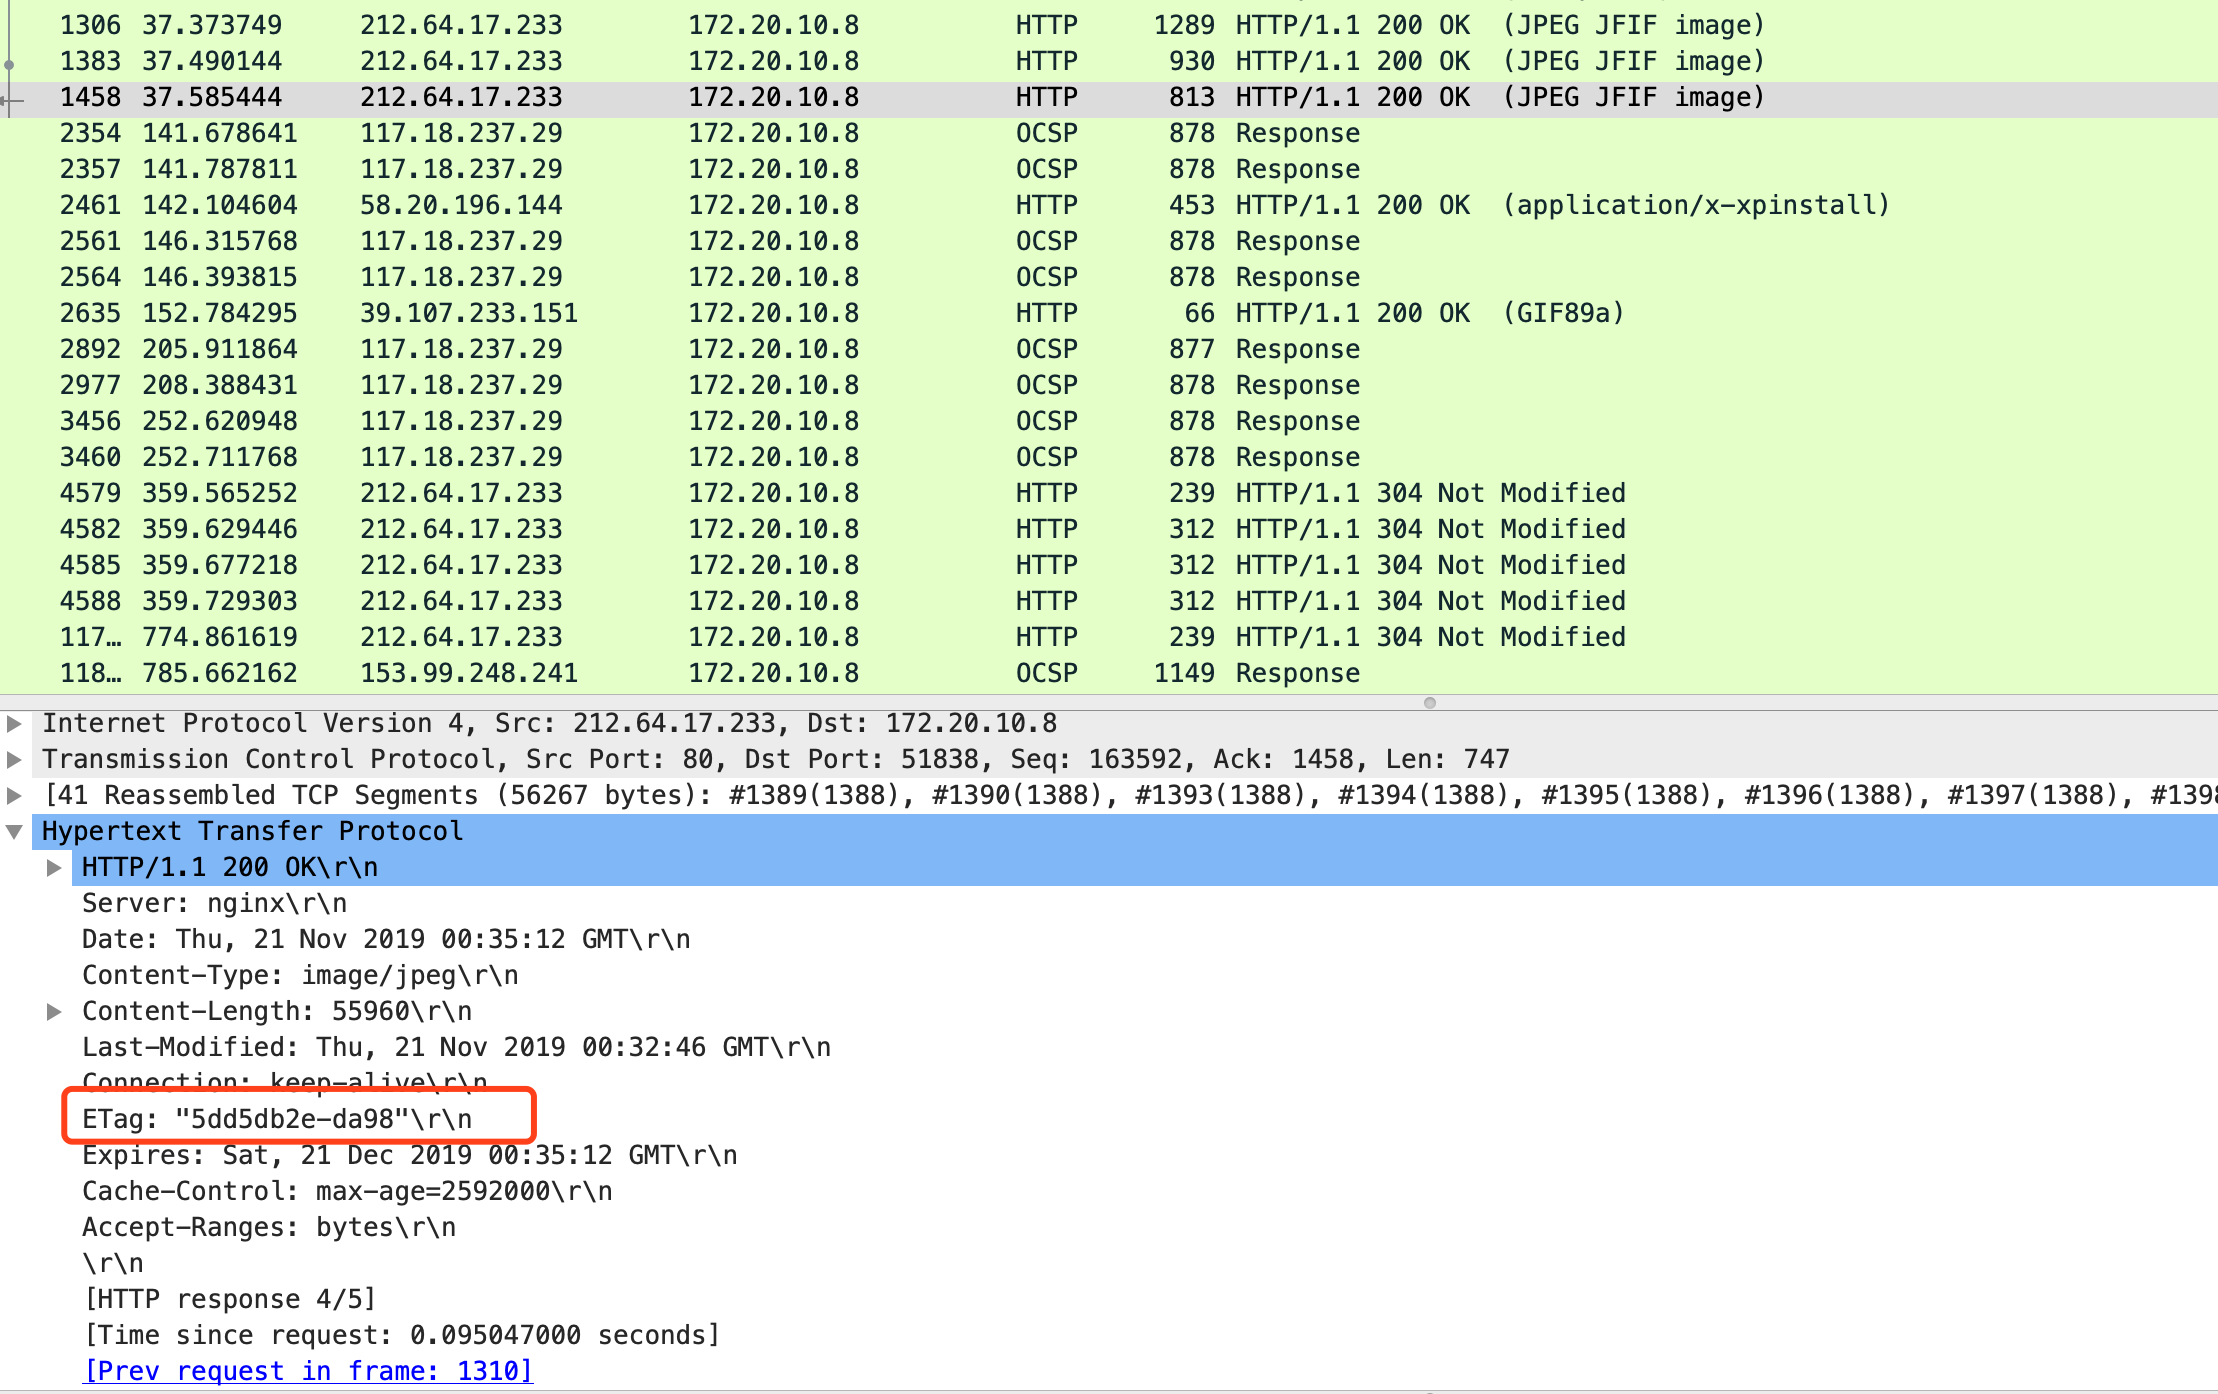 1306 37.373749 212.64.17.233 172.20.10.8 HTTP 1289 HTTP/1.1 200 OK (JPEG JFIF image)
1383 37.490144 212.64.17.233 172.20.10.8 HTTP 930 HTTP/1.1 200 OK (JPEG JFIF image)
1458 37.585444 212.64.17.233 172.20.10.8 HTTP 813 HTTP/1.1 200 OK (JPEG JFIF image)
2354 141.678641 117.18.237.29 172.20.10.8 OCSP 878 Response
2357 141.787811 117.18.237.29 172.20.10.8 OCSP 878 Response
2461 142.104604 58.20.196.144 172.20.10.8 HTTP 453 HTTP/1.1 200 OK (application/x-xpinstall)
2561 146.315768 117.18.237.29 172.20.10.8 OCSP 878 Response
2564 146.393815 117.18.237.29 172.20.10.8 OCSP 878 Response
2635 152.784295 39.107.233.151 172.20.10.8 HTTP 66 HTTP/1.1 200 OK (GIF89a)
2892 205.911864 117.18.237.29 172.20.10.8 OCSP 877 Response
2977 208.388431 117.18.237.29 172.20.10.8 OCSP 878 Response
3456 252.620948 117.18.237.29 172.20.10.8 OCSP 878 Response
3460 252.711768 117.18.237.29 172.20.10.8 OCSP 878 Response
4579 359.565252 212.64.17.233 172.20.10.8 HTTP 239 HTTP/1.1 304 Not Modified
4582 359.629446 212.64.17.233 172.20.10.8 HTTP 312 HTTP/1.1 304 Not Modified
4585 359.677218 212.64.17.233 172.20.10.8 HTTP 312 HTTP/1.1 304 Not Modified
4588 359.729303 212.64.17.233 172.20.10.8 HTTP 312 HTTP/1.1 304 Not Modified
117… 774.861619 212.64.17.233 172.20.10.8 HTTP 239 HTTP/1.1 304 Not Modified
118… 785.662162 153.99.248.241 172.20.10.8 OCSP 1149 Response
Internet Protocol Version 4, Src: 212.64.17.233, Dst: 172.20.10.8
Transmission Control Protocol, Src Port: 80, Dst Port: 51838, Seq: 163592, Ack: 1458, Len: 747
[41 Reassembled TCP Segments (56267 bytes): #1389(1388), #1390(1388), #1393(1388), #1394(1388), #1395(1388), #1396(1388), #1397(1388), #1398
Hypertext Transfer Protocol
HTTP/1.1 200 OK\r\n
Server: nginx\r\n
Date: Thu, 21 Nov 2019 00:35:12 GMT\r\n
Content-Type: image/jpeg\r\n
Content-Length: 55960\r\n
Last-Modified: Thu, 21 Nov 2019 00:32:46 GMT\r\n
Connection: keep-alive\r\n
ETag: "5dd5db2e-da98"\r\n
Expires: Sat, 21 Dec 2019 00:35:12 GMT\r\n
Cache-Control: max-age=2592000\r\n
Accept-Ranges: bytes\r\n
\r\n
[HTTP response 4/5]
[Time since request: 0.095047000 seconds]
[Prev request in frame: 1310]